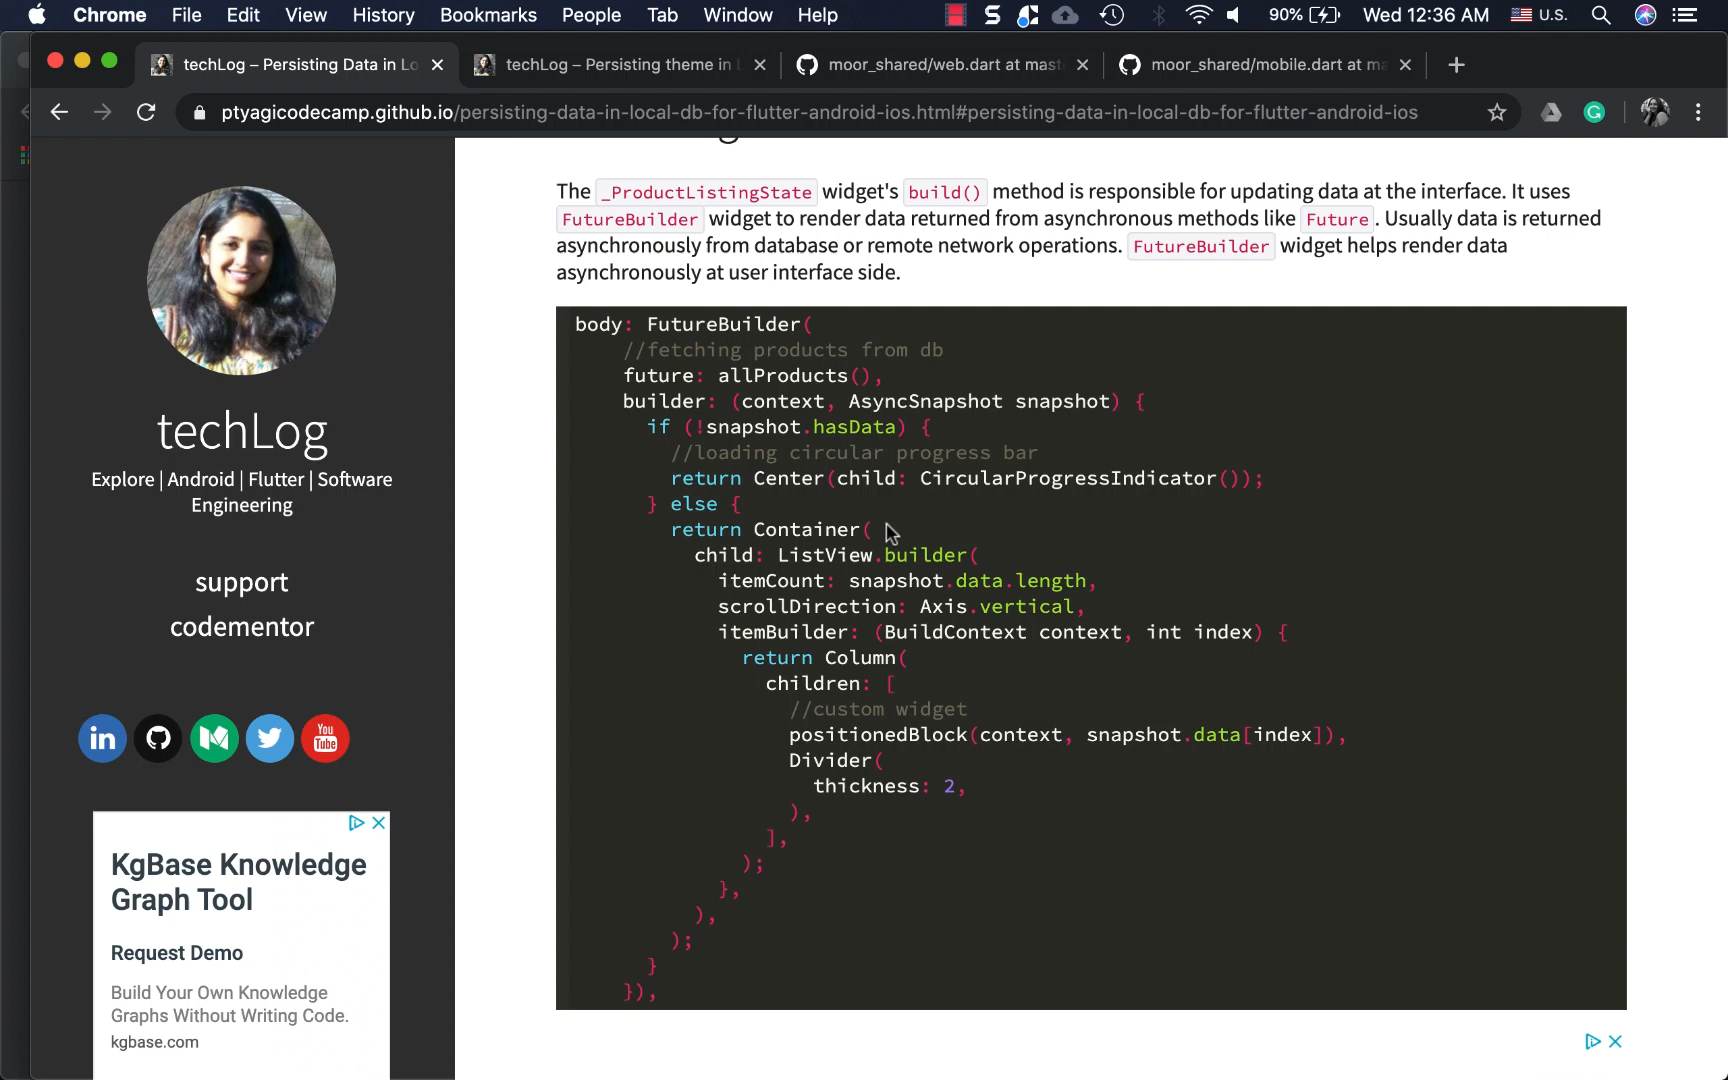 Chrome File Edit View History Bookmarks People Tab Window Help S 90% Wed 12:36 AM U.S.
techLog – Persisting Data in Lo techLog – Persisting theme in moor_shared/web.dart at mast moor_shared/mobile.dart at ma
ptyagicodecamp.github.io/persisting-data-in-local-db-for-flutter-android-ios.html#persisting-data-in-local-db-for-flutter-android-ios
techLog
Explore | Android | Flutter | Software
Engineering
support
codementor
in
You
Tube
KgBase Knowledge
Graph Tool
Request Demo
Build Your Own Knowledge
Graphs Without Writing Code.
kgbase.com
The _ProductListingState widget's build() method is responsible for updating data at the interface. It uses
FutureBuilder widget to render data returned from asynchronous methods like Future. Usually data is returned
asynchronously from database or remote network operations. FutureBuilder widget helps render data
asynchronously at user interface side.
body: FutureBuilder(
//fetching products from db
future: allProducts(),
builder: (context, AsyncSnapshot snapshot) {
if (!snapshot.hasData) {
//loading circular progress bar
return Center(child: CircularProgressIndicator());
} else {
return Container(
child: ListView.builder(
itemCount: snapshot.data.length,
scrollDirection: Axis.vertical,
itemBuilder: (BuildContext context, int index) {
return Column(
children: [
//custom widget
positionedBlock(context, snapshot.data[index]),
Divider(
thickness: 2,
),
],
);
},
),
);
}
}),